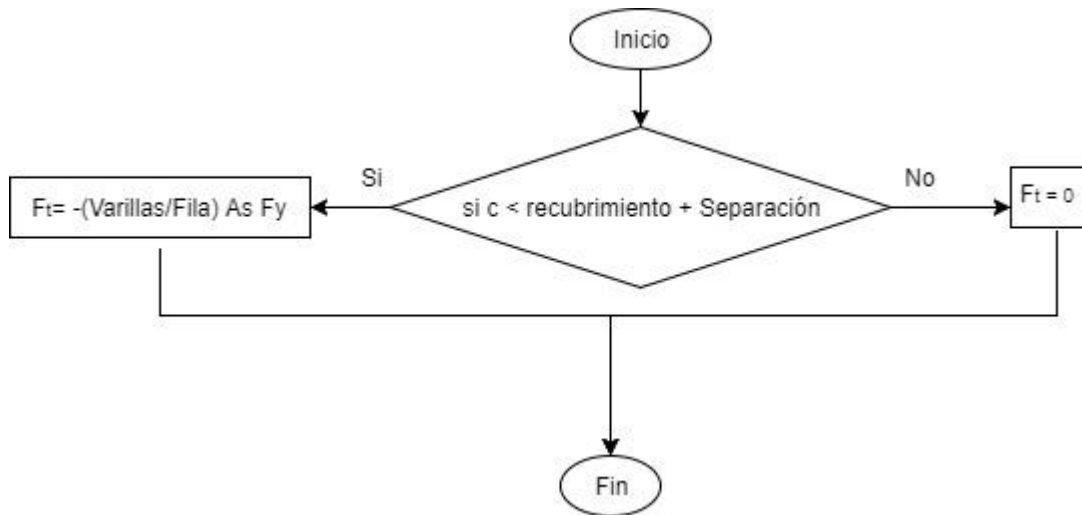 Inicio
Si
No
si c < recubrimiento + Separación
Ft= -(Varillas/Fila) As Fy
Ft = 0
Fin